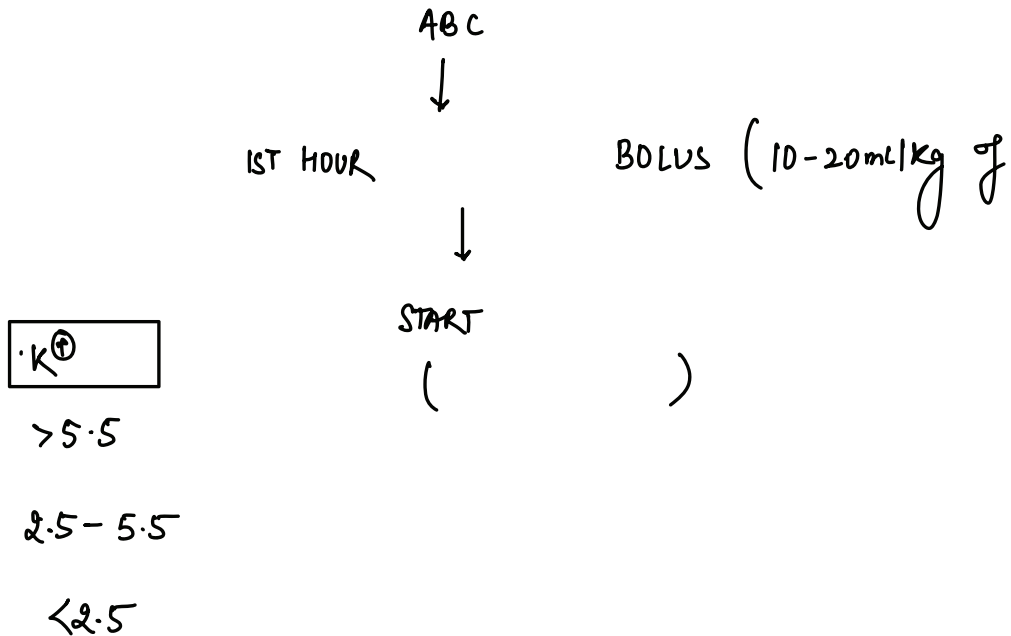 ABC
1ST HOUR BOLUS (10-20ml/kg of
START
K⊕
( )
>5.5
2.5 - 5.5
<2.5